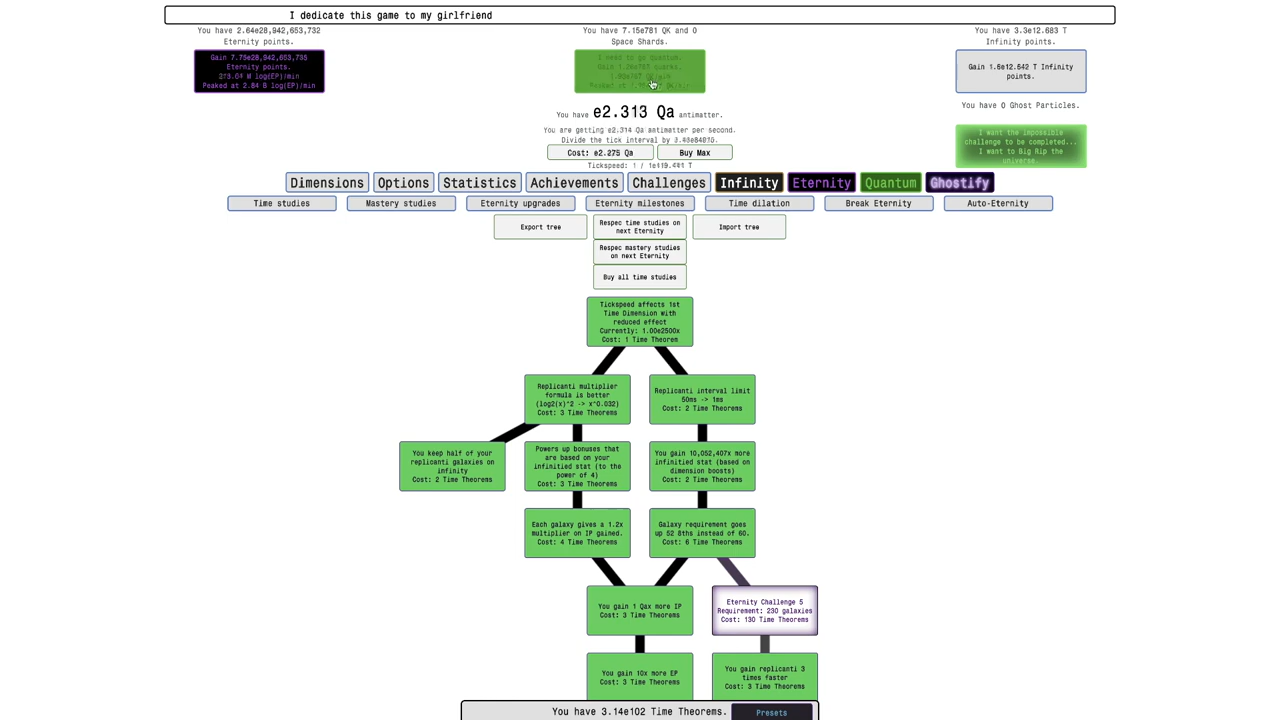 I dedicate this game to my girlfriend
You have 2.64e28,942,653,732
Eternity points.
Gain 7.75e28,942,653,735
Eternity points.
Peaked at 2.84 B log(EP)/min
You have 7.15e781 QK and 0
Space Shards.
I need to go quantum.
You have 3.3e12.683 T
Infinity points.
Gain 1.6e12.642 T Infinity
points.
You have 0 Ghost Particles.
I want the impossible
challenge to be completed...
I want to Big Rip the
universe.
You have e2.313 Qa antimatter.
You are getting e2.314 Qa antimatter per second.
Divide the tick interval by
Cost: e2.275 Qa
Buy Max
Tickspeed: 1 /
Dimensions
Options
Statistics
Achievements
Challenges
Infinity
Eternity
Quantum
Ghostify
Time studies
Mastery studies
Eternity upgrades
Eternity milestones
Time dilation
Break Eternity
Auto-Eternity
Export tree
Respec time studies on
next Eternity
Import tree
Respec mastery studies
on next Eternity
Buy all time studies
Tickspeed affects 1st
Time Dimension with
reduced effect
Currently: 1.00e2500x
Cost: 1 Time Theorem
Replicanti multiplier
formula is better
(log2(x)^2 -> x^0.032)
Cost: 3 Time Theorems
Replicanti interval limit
50ms -> 1ms
Cost: 2 Time Theorems
You keep half of your
replicanti galaxies on
infinity
Cost: 2 Time Theorems
Powers up bonuses that
are based on your
infinitied stat (to the
power of 4)
Cost: 3 Time Theorems
You gain 10,052,407x more
infinitied stat (based on
dimension boosts)
Cost: 2 Time Theorems
Each galaxy gives a 1.2x
multiplier on IP gained.
Cost: 4 Time Theorems
Galaxy requirement goes
up 52 8ths instead of 60.
Cost: 6 Time Theorems
You gain 1 Qax more IP
Cost: 3 Time Theorems
Eternity Challenge 5
Requirement: 230 galaxies
Cost: 130 Time Theorems
You gain 10x more EP
Cost: 3 Time Theorems
You gain replicanti 3
times faster
Cost: 3 Time Theorems
You have 3.14e102 Time Theorems.
Presets